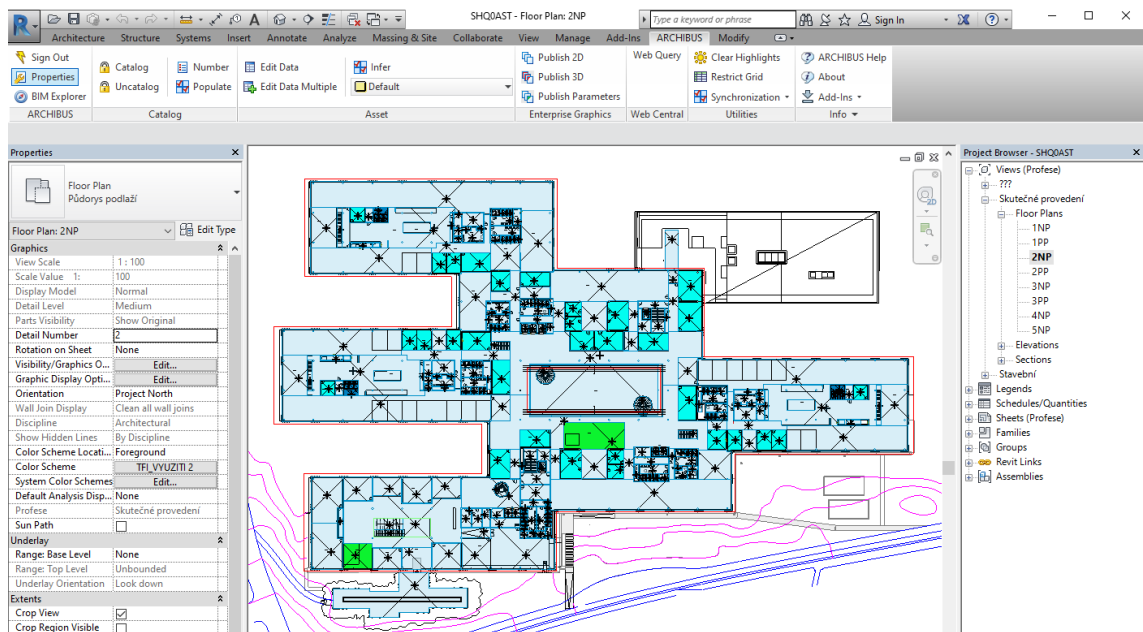 SHQ0AST - Floor Plan: 2NP
Type a keyword or phrase
Sign In
Architecture Structure Systems Insert Annotate Analyze Massing & Site Collaborate View Manage Add-Ins ARCHIBUS Modify
Sign Out
Properties
BIM Explorer
ARCHIBUS
Catalog
Uncatalog
Number
Populate
Catalog
Edit Data
Edit Data Multiple
Infer
Default
Asset
Publish 2D
Publish 3D
Publish Parameters
Enterprise Graphics
Web Query
Web Central
Clear Highlights
Restrict Grid
Synchronization
Utilities
ARCHIBUS Help
About
Add-Ins
Info
Properties
Floor Plan
Půdorys podlaží
Floor Plan: 2NP
Edit Type
Graphics
View Scale 1 : 100
Scale Value 1: 100
Display Model Normal
Detail Level Medium
Parts Visibility Show Original
Detail Number 2
Rotation on Sheet None
Visibility/Graphics O... Edit...
Graphic Display Opti... Edit...
Orientation Project North
Wall Join Display Clean all wall joins
Discipline Architectural
Show Hidden Lines By Discipline
Color Scheme Locati... Foreground
Color Scheme TFI_VYUZITI 2
System Color Schemes Edit...
Default Analysis Disp... None
Profese Skutečné provedení
Sun Path
Underlay
Range: Base Level None
Range: Top Level Unbounded
Underlay Orientation Look down
Extents
Crop View
Crop Region Visible
2D
Project Browser - SHQ0AST
Views (Profese)
???
Skutečné provedení
Floor Plans
1NP
1PP
2NP
2PP
3NP
3PP
4NP
5NP
Elevations
Sections
Stavební
Legends
Schedules/Quantities
Sheets (Profese)
Families
Groups
Revit Links
Assemblies